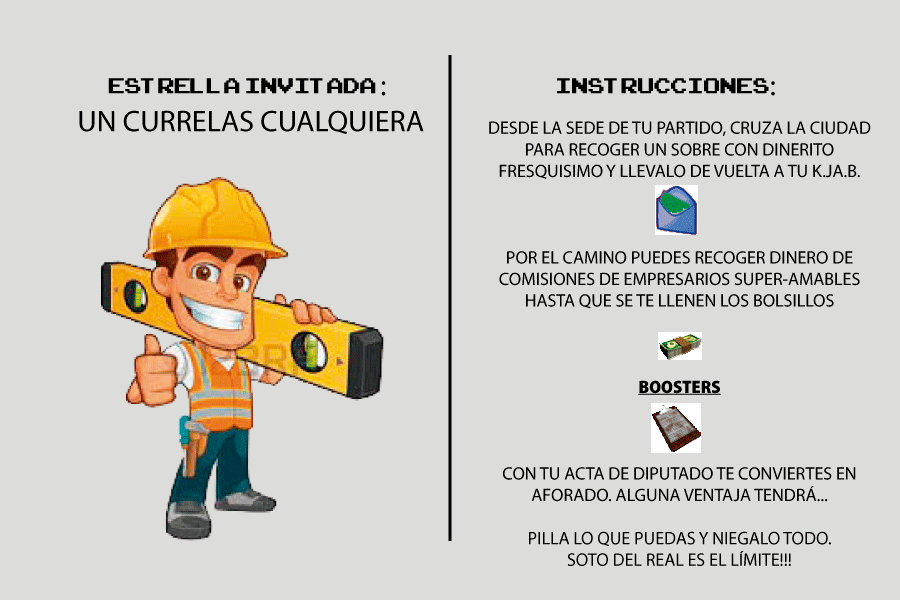 ESTRELLA INVITADA:
UN CURRELAS CUALQUIERA
INSTRUCCIONES:
DESDE LA SEDE DE TU PARTIDO, CRUZA LA CIUDAD
PARA RECOGER UN SOBRE CON DINERITO
FRESQUISIMO Y LLEVALO DE VUELTA A TU K.JA.B.
POR EL CAMINO PUEDES RECOGER DINERO DE
COMISIONES DE EMPRESARIOS SUPER-AMABLES
HASTA QUE SE TE LLENEN LOS BOLSILLOS
BOOSTERS
CON TU ACTA DE DIPUTADO TE CONVIERTES EN
AFORADO. ALGUNA VENTAJA TENDRÁ...
PILLA LO QUE PUEDAS Y NIEGALO TODO.
SOTO DEL REAL ES EL LÍMITE!!!